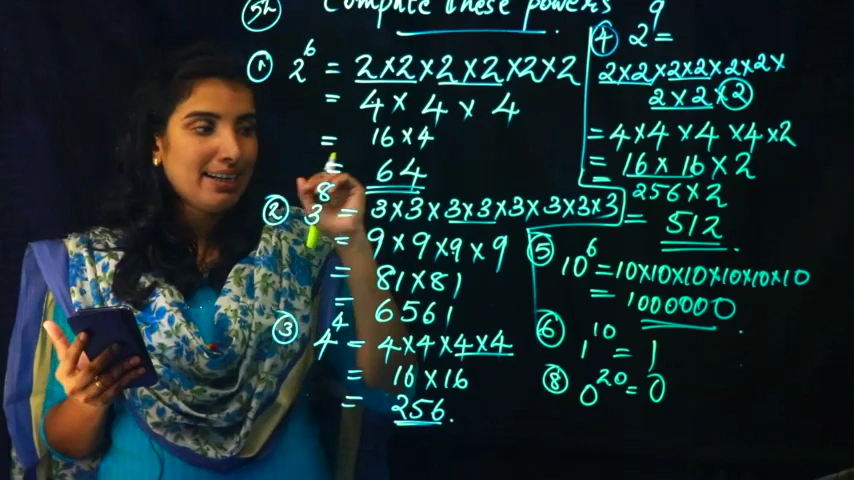 Compute these powers
① 2⁶ = 2×2×2×2×2×2
= 4 × 4 × 4
= 16 × 4
= 64
② 3⁸ = 3×3×3×3×3×3×3×3
= 9 × 9 × 9 × 9
= 81 × 81
= 6561
③ 4⁴ = 4×4×4×4
= 16 × 16
= 256.
④ 2⁹ =
2×2×2×2×2×2×
2×2×2
= 4×4 ×4 ×4×2
= 16 × 16 × 2
256 × 2
= 512.
⑤ 10⁶ = 10×10×10×10×10×10
= 1000000.
⑥ 1¹⁰ = 1
⑧ 0²⁰ = 0